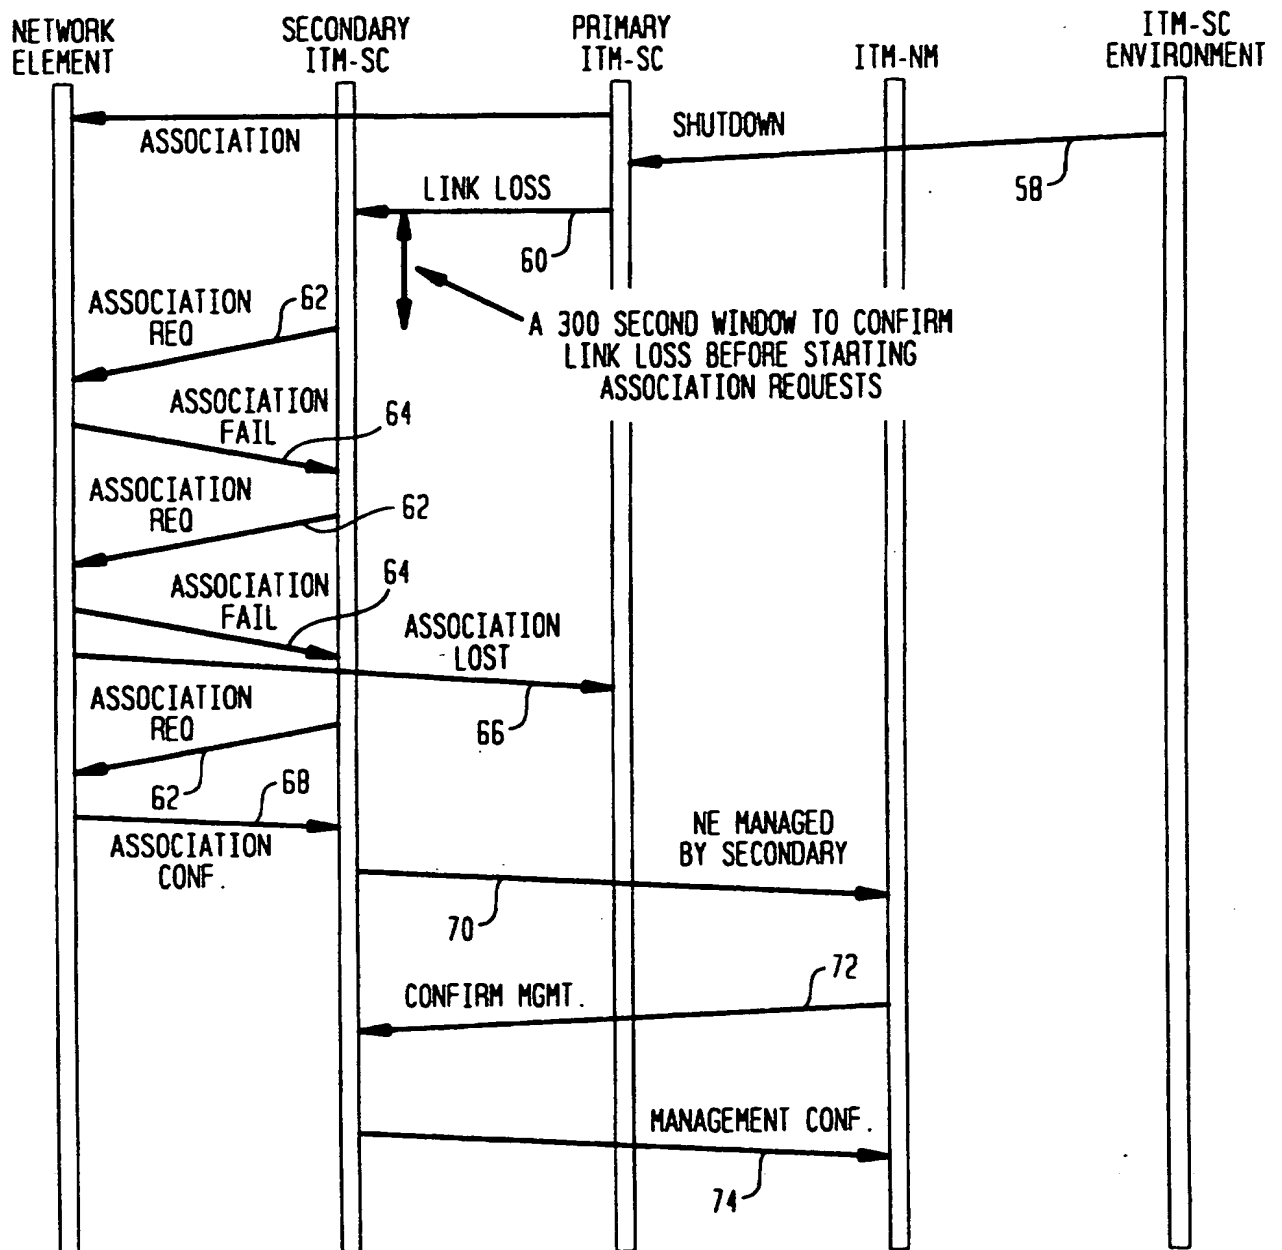 NETWORK
ELEMENT
SECONDARY
ITM-SC
PRIMARY
ITM-SC
ITM-NM
ITM-SC
ENVIRONMENT
ASSOCIATION
SHUTDOWN
58
LINK LOSS
60
A 300 SECOND WINDOW TO CONFIRM
LINK LOSS BEFORE STARTING
ASSOCIATION REQUESTS
ASSOCIATION
REQ
62
ASSOCIATION
FAIL
64
ASSOCIATION
REQ
62
ASSOCIATION
FAIL
64
ASSOCIATION
LOST
66
ASSOCIATION
REQ
62
68
ASSOCIATION
CONF.
NE MANAGED
BY SECONDARY
70
72
CONFIRM MGMT.
MANAGEMENT CONF.
74